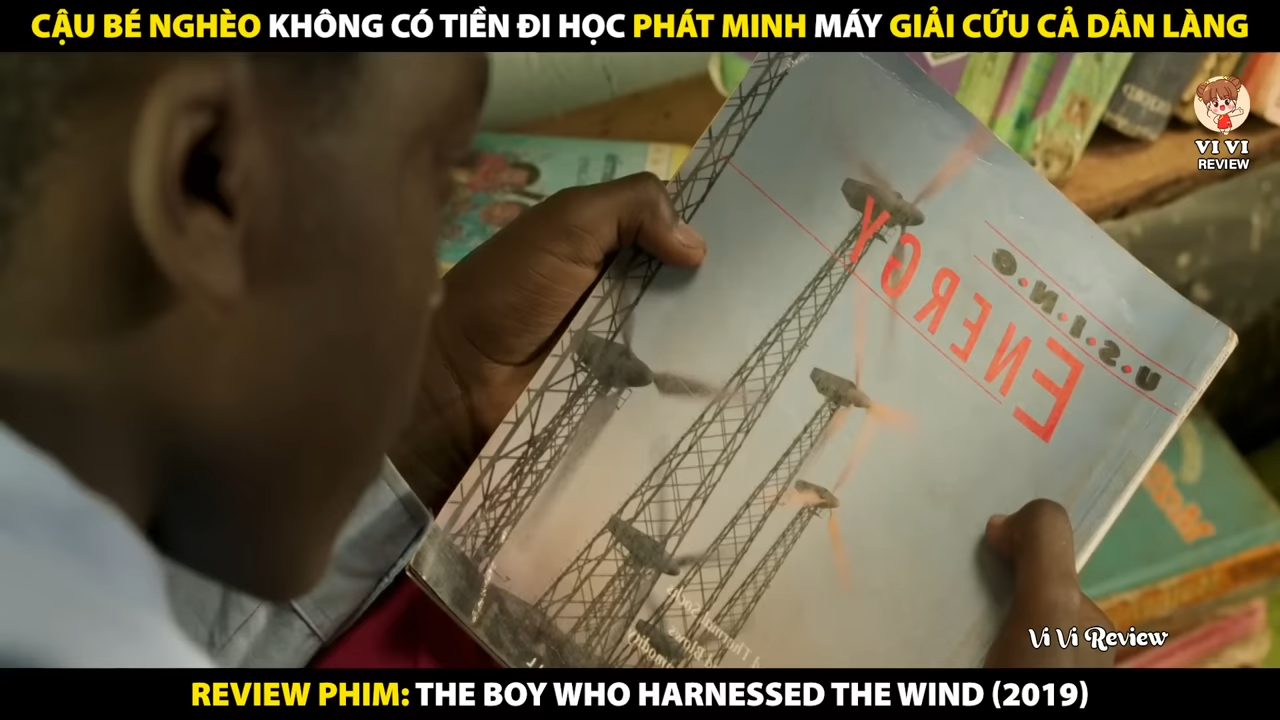 CẬU BÉ NGHÈO KHÔNG CÓ TIỀN ĐI HỌC PHÁT MINH MÁY GIẢI CỨU CẢ DÂN LÀNG
VI VI
REVIEW
U.S.I.N.G
ENERGY
Vi Vi Review
REVIEW PHIM: THE BOY WHO HARNESSED THE WIND (2019)